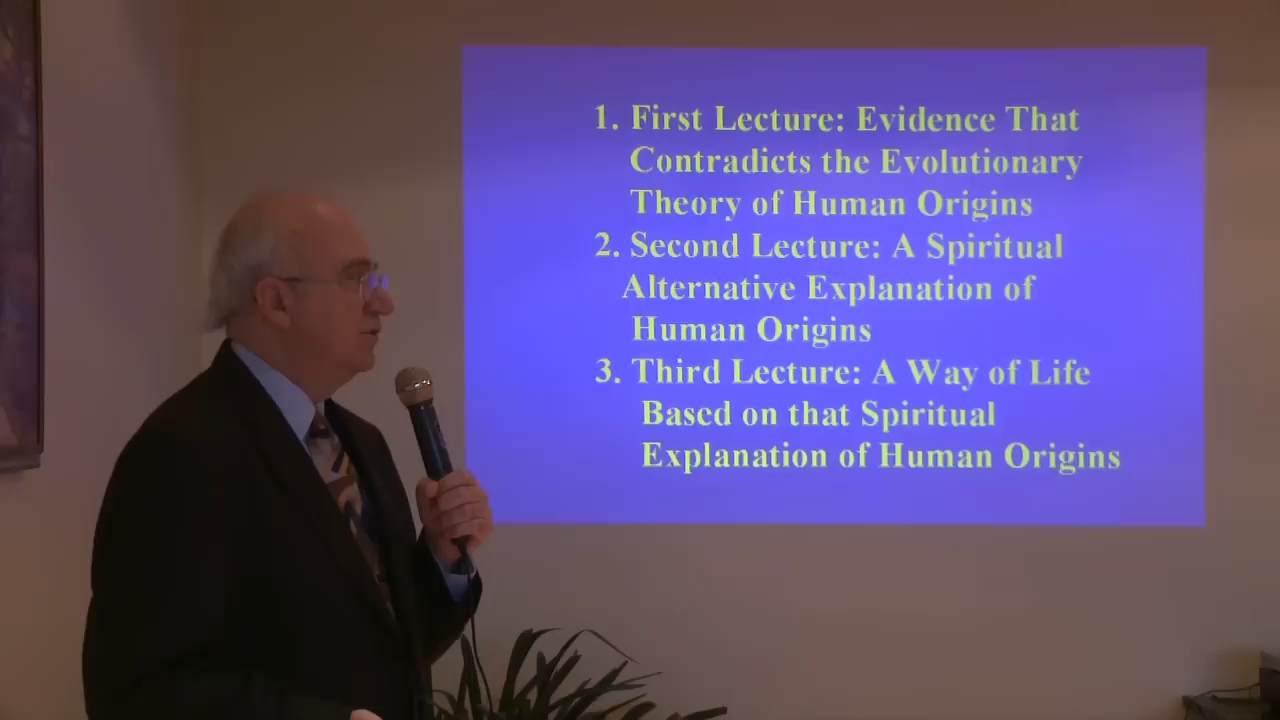 1. First Lecture: Evidence That
Contradicts the Evolutionary
Theory of Human Origins
2. Second Lecture: A Spiritual
Alternative Explanation of
Human Origins
3. Third Lecture: A Way of Life
Based on that Spiritual
Explanation of Human Origins